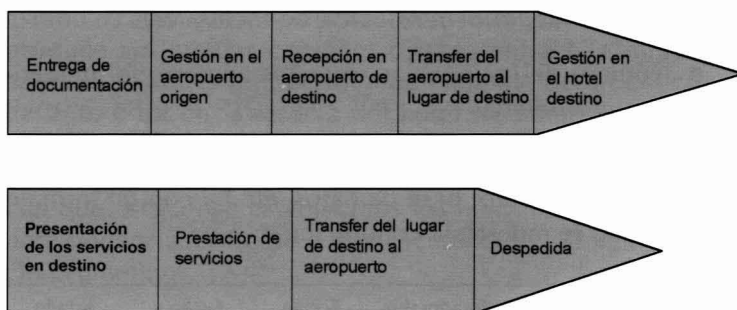 Entrega de
documentación
Gestión en el
aeropuerto
origen
Recepción en
aeropuerto de
destino
Transfer del
aeropuerto al
lugar de destino
Gestión en
el hotel
destino
Presentación
de los servicios
en destino
Prestación de
servicios
Transfer del lugar
de destino al
aeropuerto
Despedida